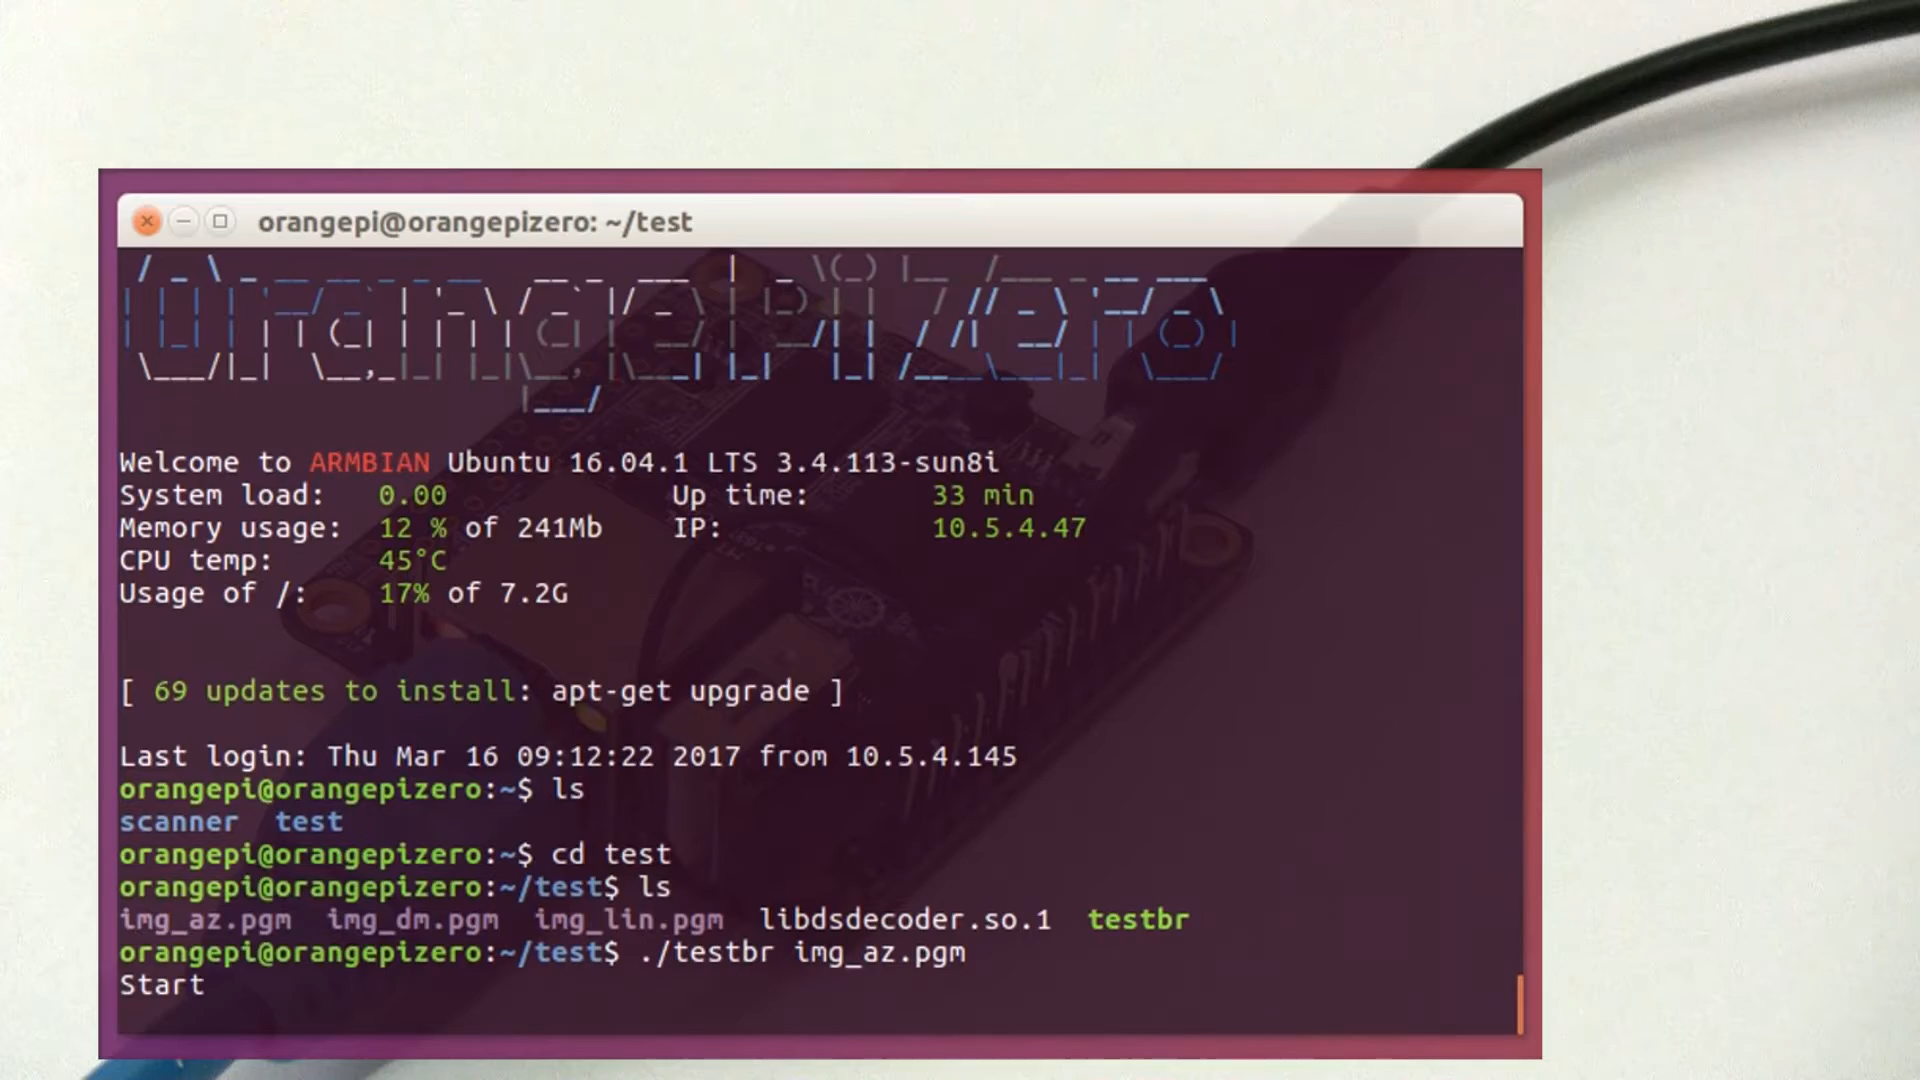 orangepi@orangepizero: ~/test
Orange Pi Zero
Welcome to ARMBIAN Ubuntu 16.04.1 LTS 3.4.113-sun8i
System load: 0.00 Up time: 33 min
Memory usage: 12 % of 241Mb IP: 10.5.4.47
CPU temp: 45°C
Usage of /: 17% of 7.2G
[ 69 updates to install: apt-get upgrade ]
Last login: Thu Mar 16 09:12:22 2017 from 10.5.4.145
orangepi@orangepizero:~$ ls
scanner test
orangepi@orangepizero:~$ cd test
orangepi@orangepizero:~/test$ ls
img_az.pgm img_dm.pgm img_lin.pgm libdsdecoder.so.1 testbr
orangepi@orangepizero:~/test$ ./testbr img_az.pgm
Start